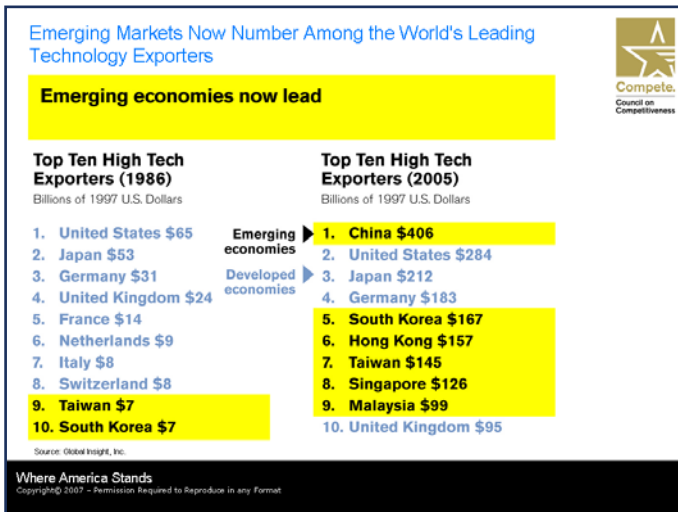 Emerging Markets Now Number Among the World's Leading
Technology Exporters
Compete.
Council on
Competitiveness
Emerging economies now lead
Top Ten High Tech
Exporters (1986)
Billions of 1997 U.S. Dollars
1. United States $65
2. Japan $53
3. Germany $31
4. United Kingdom $24
5. France $14
6. Netherlands $9
7. Italy $8
8. Switzerland $8
9. Taiwan $7
10. South Korea $7
Emerging
economies
Developed
economies
Top Ten High Tech
Exporters (2005)
Billions of 1997 U.S. Dollars
1. China $406
2. United States $284
3. Japan $212
4. Germany $183
5. South Korea $167
6. Hong Kong $157
7. Taiwan $145
8. Singapore $126
9. Malaysia $99
10. United Kingdom $95
Source: Global Insight, Inc.
Where America Stands
Copyright© 2007 – Permission Required to Reproduce in any Format